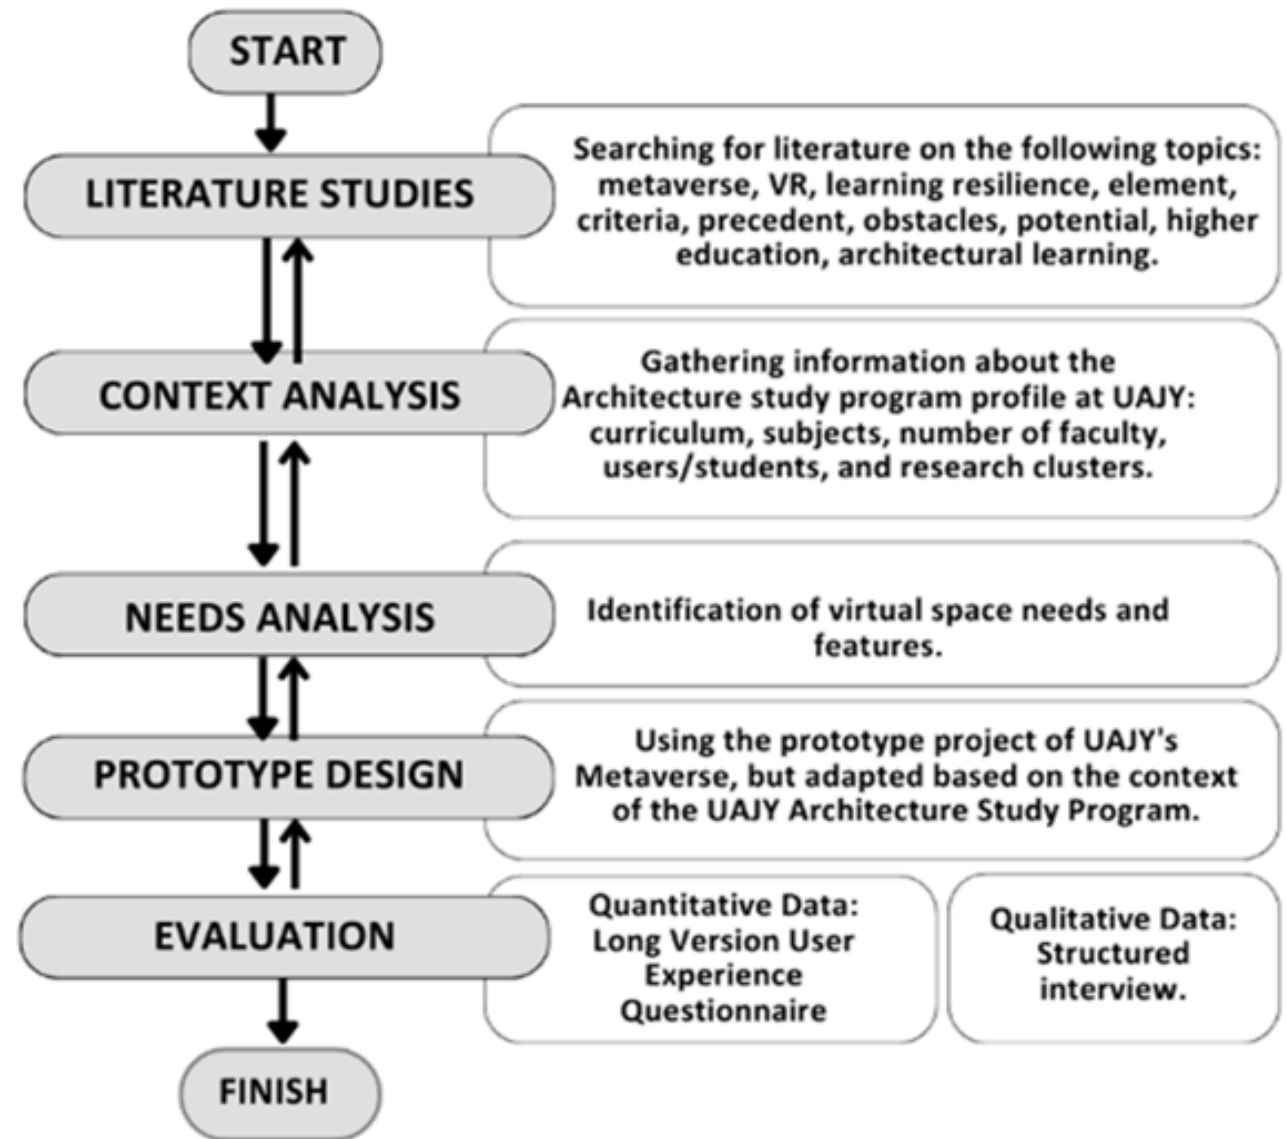 START
LITERATURE STUDIES
Searching for literature on the following topics:
metaverse, VR, learning resilience, element,
criteria, precedent, obstacles, potential, higher
education, architectural learning.
CONTEXT ANALYSIS
Gathering information about the
Architecture study program profile at UAJY:
curriculum, subjects, number of faculty,
users/students, and research clusters.
NEEDS ANALYSIS
Identification of virtual space needs and
features.
PROTOTYPE DESIGN
Using the prototype project of UAJY's
Metaverse, but adapted based on the context
of the UAJY Architecture Study Program.
EVALUATION
Quantitative Data:
Long Version User
Experience
Questionnaire
Qualitative Data:
Structured
interview.
FINISH